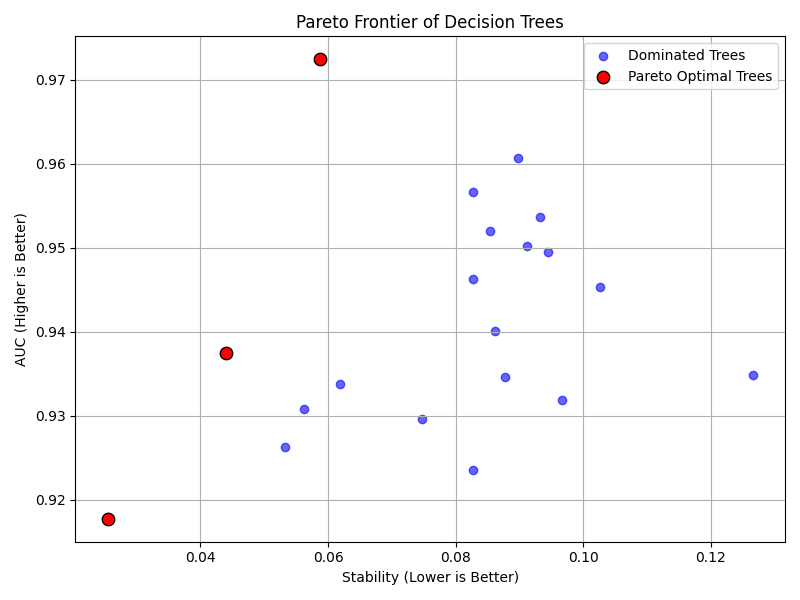 Pareto Frontier of Decision Trees
Dominated Trees
Pareto Optimal Trees
AUC (Higher is Better)
0.97
0.96
0.95
0.94
0.93
0.92
0.04
0.06
0.08
0.10
0.12
Stability (Lower is Better)